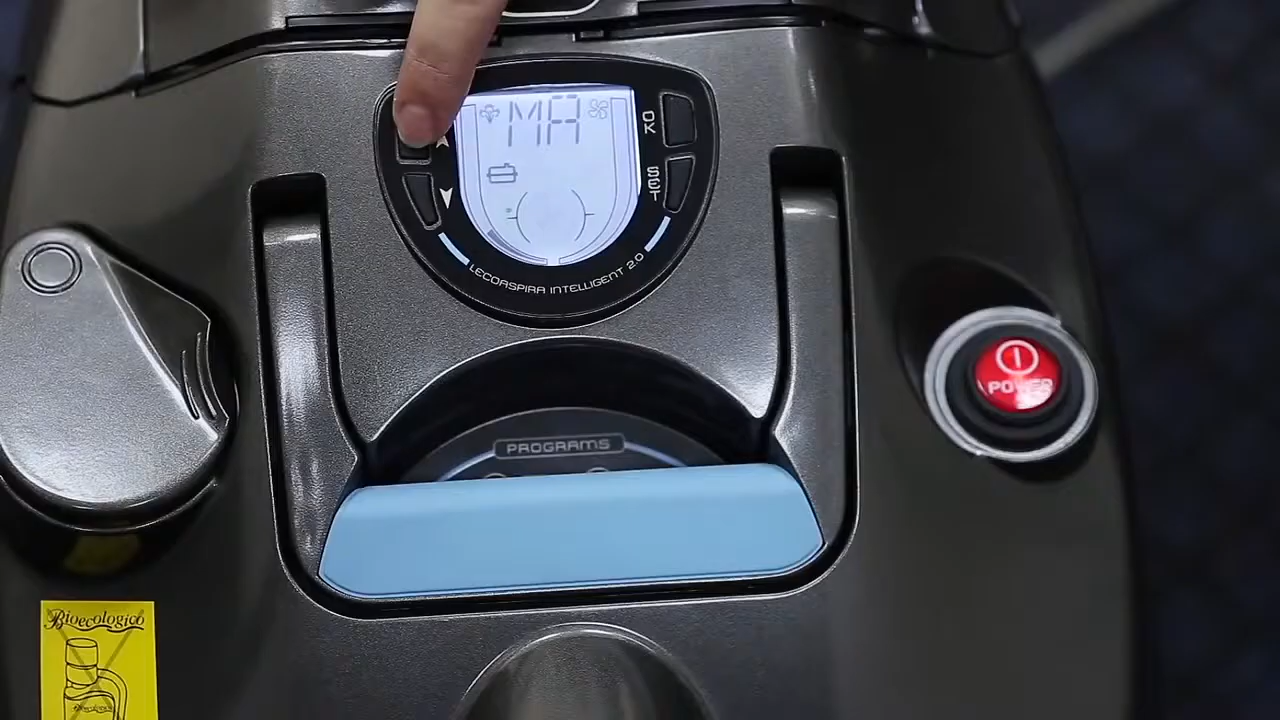 MA
OK
SET
LECOASPIRA INTELLIGENT 2.0
POWER
PROGRAMS
Bioecologico